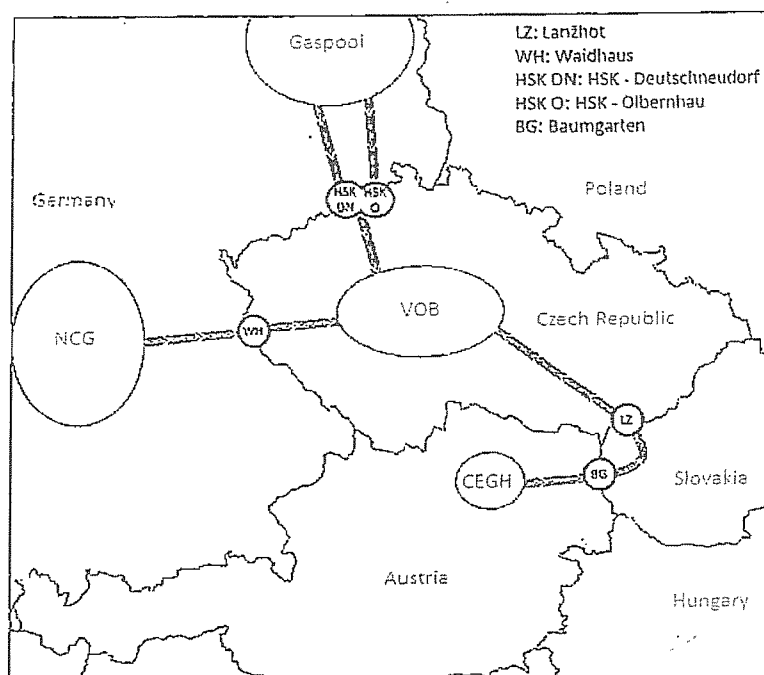 Gaspool
LZ: Lanžhot
WH: Waidhaus
HSK DN: HSK - Deutschneudorf
HSK O: HSK - Olbernhau
BG: Baumgarten
Germany
HSK
DN
HSK
O
Poland
NCG
WH
VOB
Czech Republic
LZ
CEGH
BG
Slovakia
Austria
Hungary